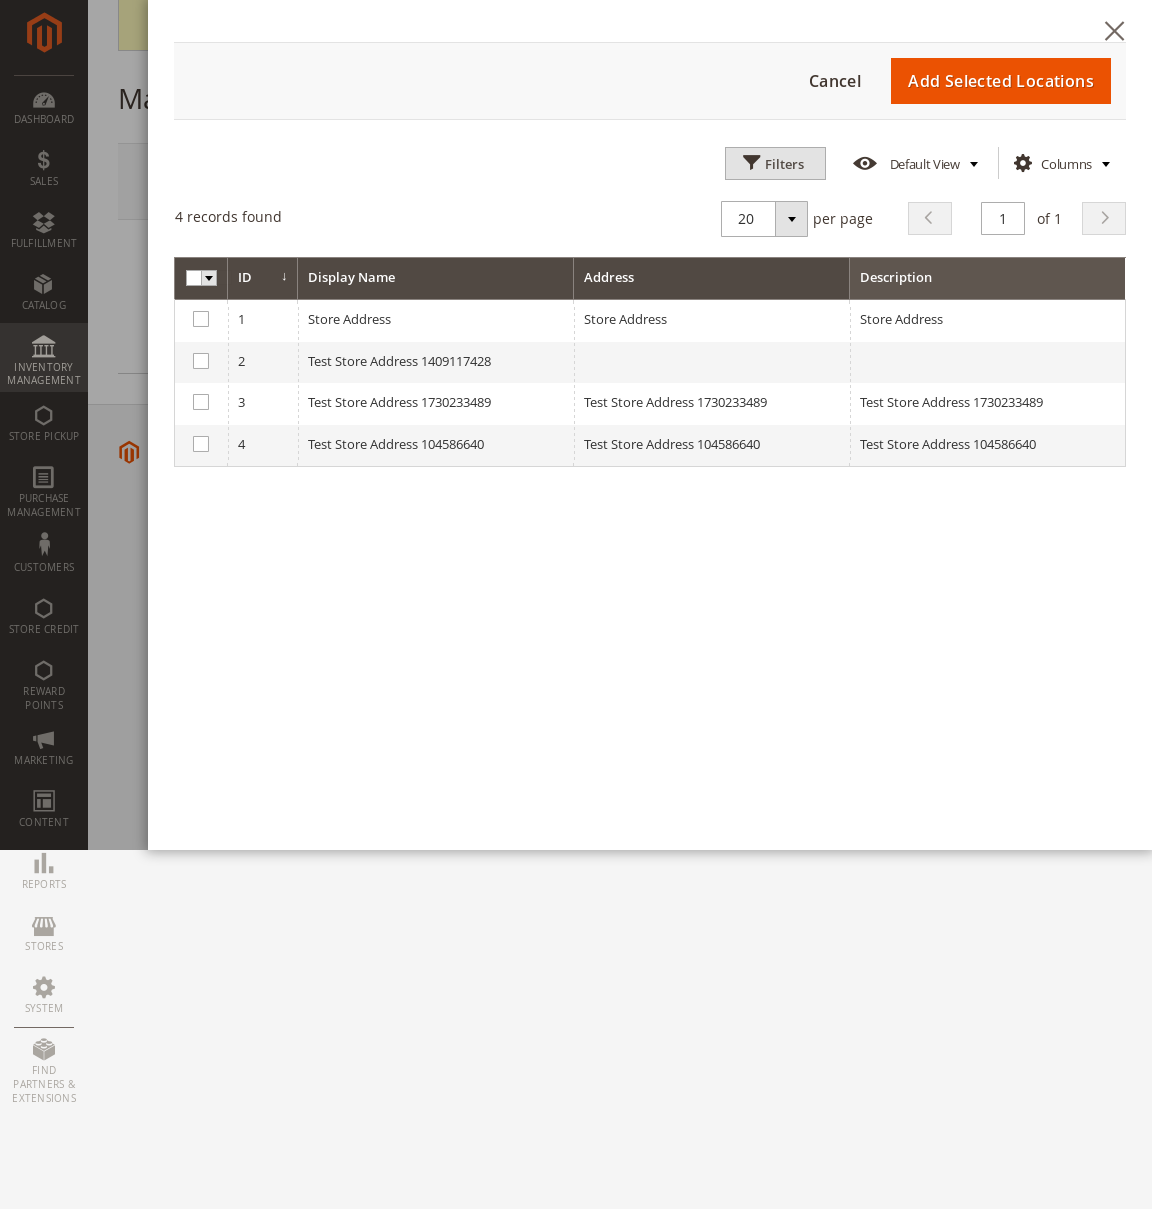 DASHBOARD
SALES
FULFILLMENT
CATALOG
INVENTORY
MANAGEMENT
STORE PICKUP
PURCHASE
MANAGEMENT
CUSTOMERS
STORE CREDIT
REWARD
POINTS
MARKETING
CONTENT
REPORTS
STORES
SYSTEM
FIND
PARTNERS &
EXTENSIONS
Cancel Add Selected Locations
Filters Default View Columns
4 records found 20 per page 1 of 1
ID ↓ Display Name Address Description
1 Store Address Store Address Store Address
2 Test Store Address 1409117428
3 Test Store Address 1730233489 Test Store Address 1730233489 Test Store Address 1730233489
4 Test Store Address 104586640 Test Store Address 104586640 Test Store Address 104586640